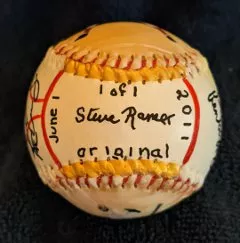 1 of 1
June 1
Steve Ramer
2011
original